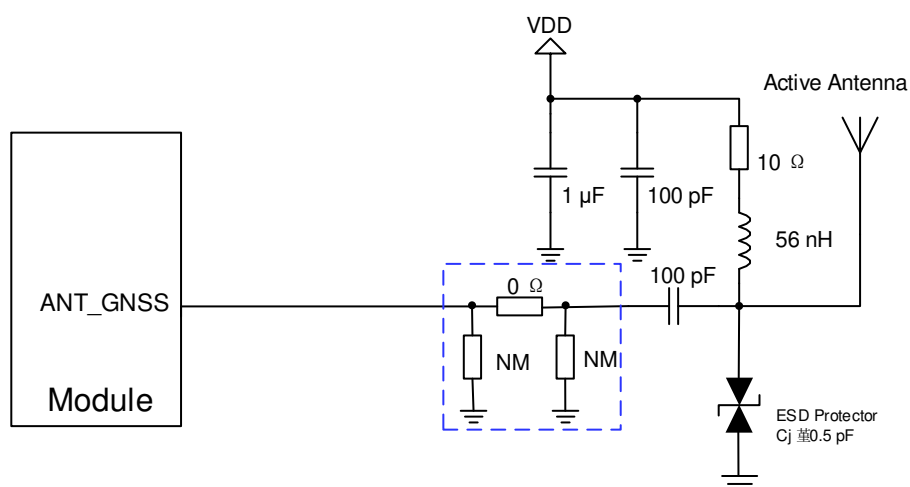 VDD
Active Antenna
10 Ω
1 µF
100 pF
56 nH
100 pF
0 Ω
ANT_GNSS
NM
NM
Module
ESD Protector
Cj 堇0.5 pF